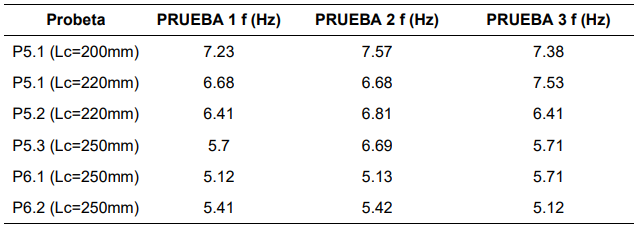 Probeta PRUEBA 1 f (Hz) PRUEBA 2 f (Hz) PRUEBA 3 f (Hz)
P5.1 (Lc=200mm) 7.23 7.57 7.38
P5.1 (Lc=220mm) 6.68 6.68 7.53
P5.2 (Lc=220mm) 6.41 6.81 6.41
P5.3 (Lc=250mm) 5.7 6.69 5.71
P6.1 (Lc=250mm) 5.12 5.13 5.71
P6.2 (Lc=250mm) 5.41 5.42 5.12